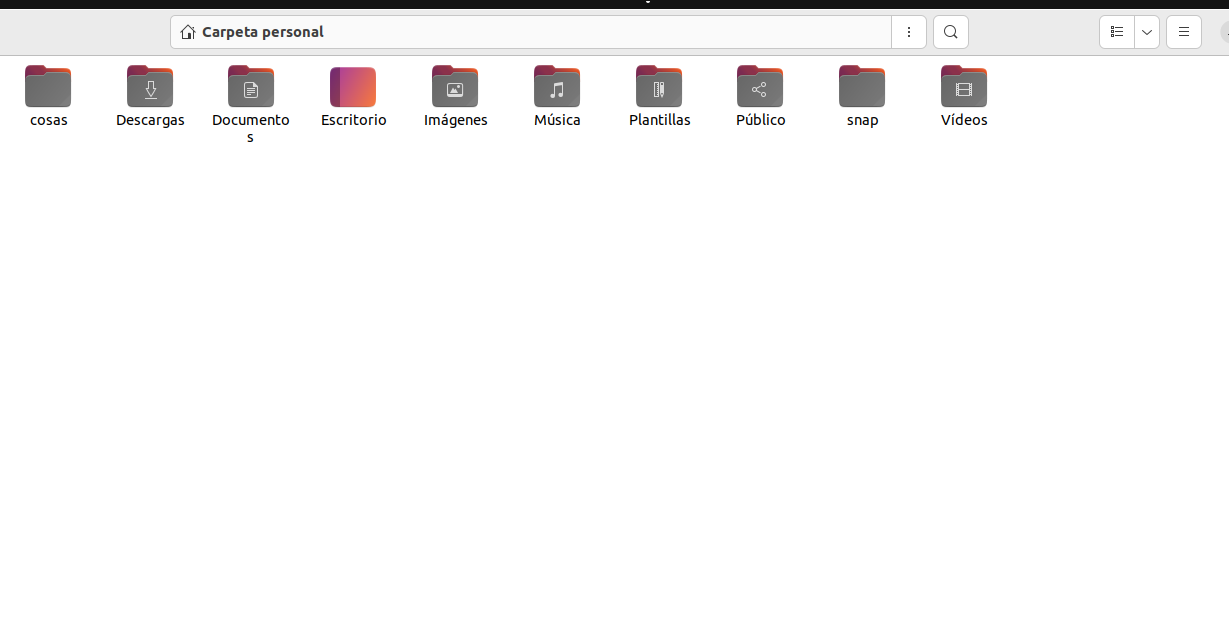 Carpeta personal
cosas
Descargas
Documento
s
Escritorio
Imágenes
Música
Plantillas
Público
snap
Vídeos